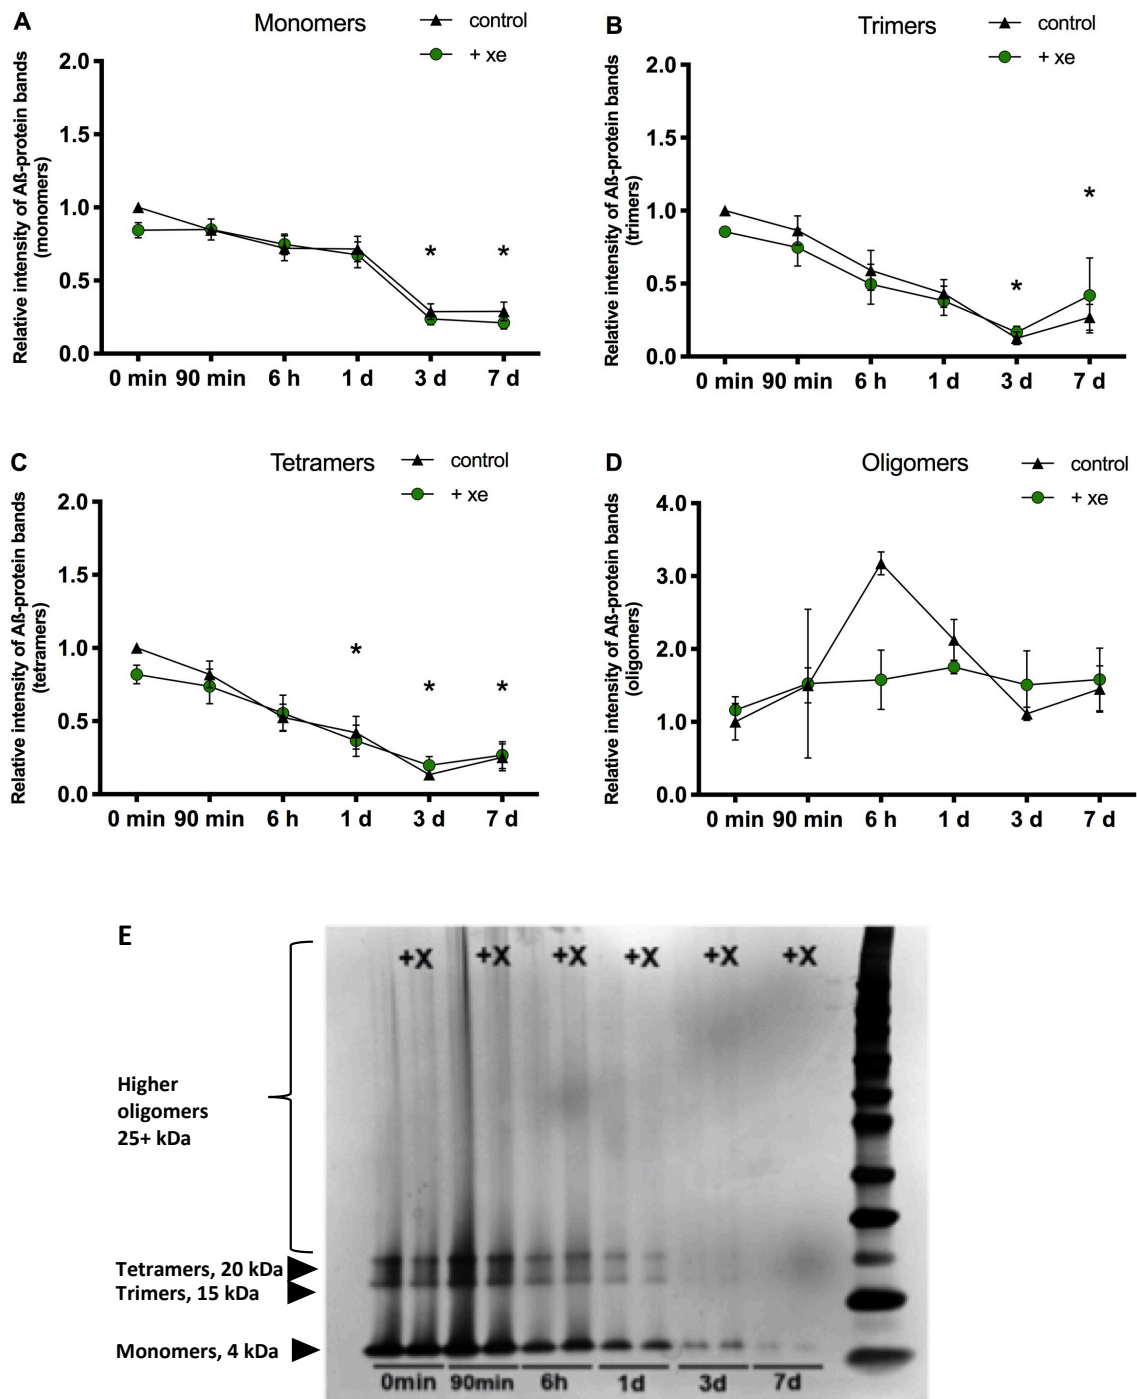 A
Monomers
control
+ xe
Relative intensity of Aß-protein bands
(monomers)
2.0
1.5
1.0
0.5
0.0
*
*
0 min 90 min 6 h 1 d 3 d 7 d
B
Trimers
control
+ xe
Relative intensity of Aß-protein bands
(trimers)
2.0
1.5
1.0
0.5
0.0
*
*
0 min 90 min 6 h 1 d 3 d 7 d
C
Tetramers
control
+ xe
Relative intensity of Aß-protein bands
(tetramers)
2.0
1.5
1.0
0.5
0.0
*
*
*
0 min 90 min 6 h 1 d 3 d 7 d
D
Oligomers
control
+ xe
Relative intensity of Aß-protein bands
(oligomers)
4.0
3.0
2.0
1.0
0.0
0 min 90 min 6 h 1 d 3 d 7 d
E
+X +X +X +X +X +X
Higher
oligomers
25+ kDa
Tetramers, 20 kDa
Trimers, 15 kDa
Monomers, 4 kDa
0min 90min 6h 1d 3d 7d